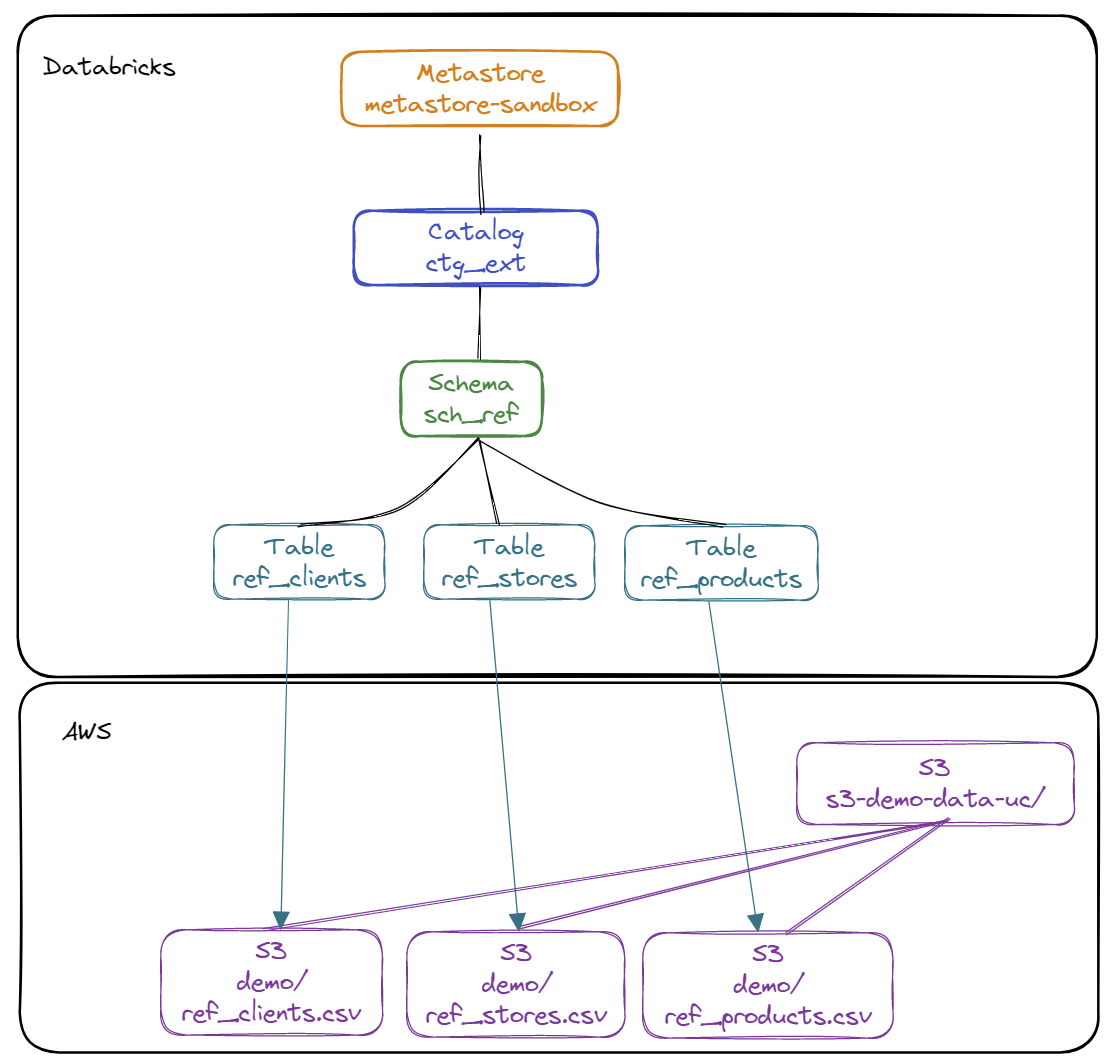 Databricks
Metastore
metastore-sandbox
Catalog
ctg_ext
Schema
sch_ref
Table
ref_clients
Table
ref_stores
Table
ref_products
AWS
S3
s3-demo-data-uc/
S3
demo/
ref_clients.csv
S3
demo/
ref_stores.csv
S3
demo/
ref_products.csv